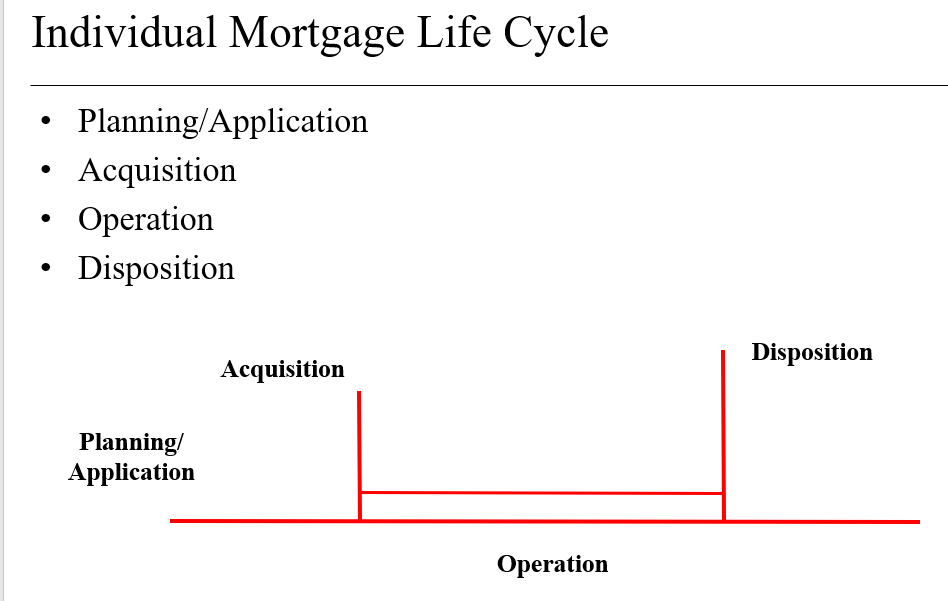 Individual Mortgage Life Cycle
• Planning/Application
• Acquisition
• Operation
• Disposition
Disposition
Acquisition
Planning/
Application
Operation